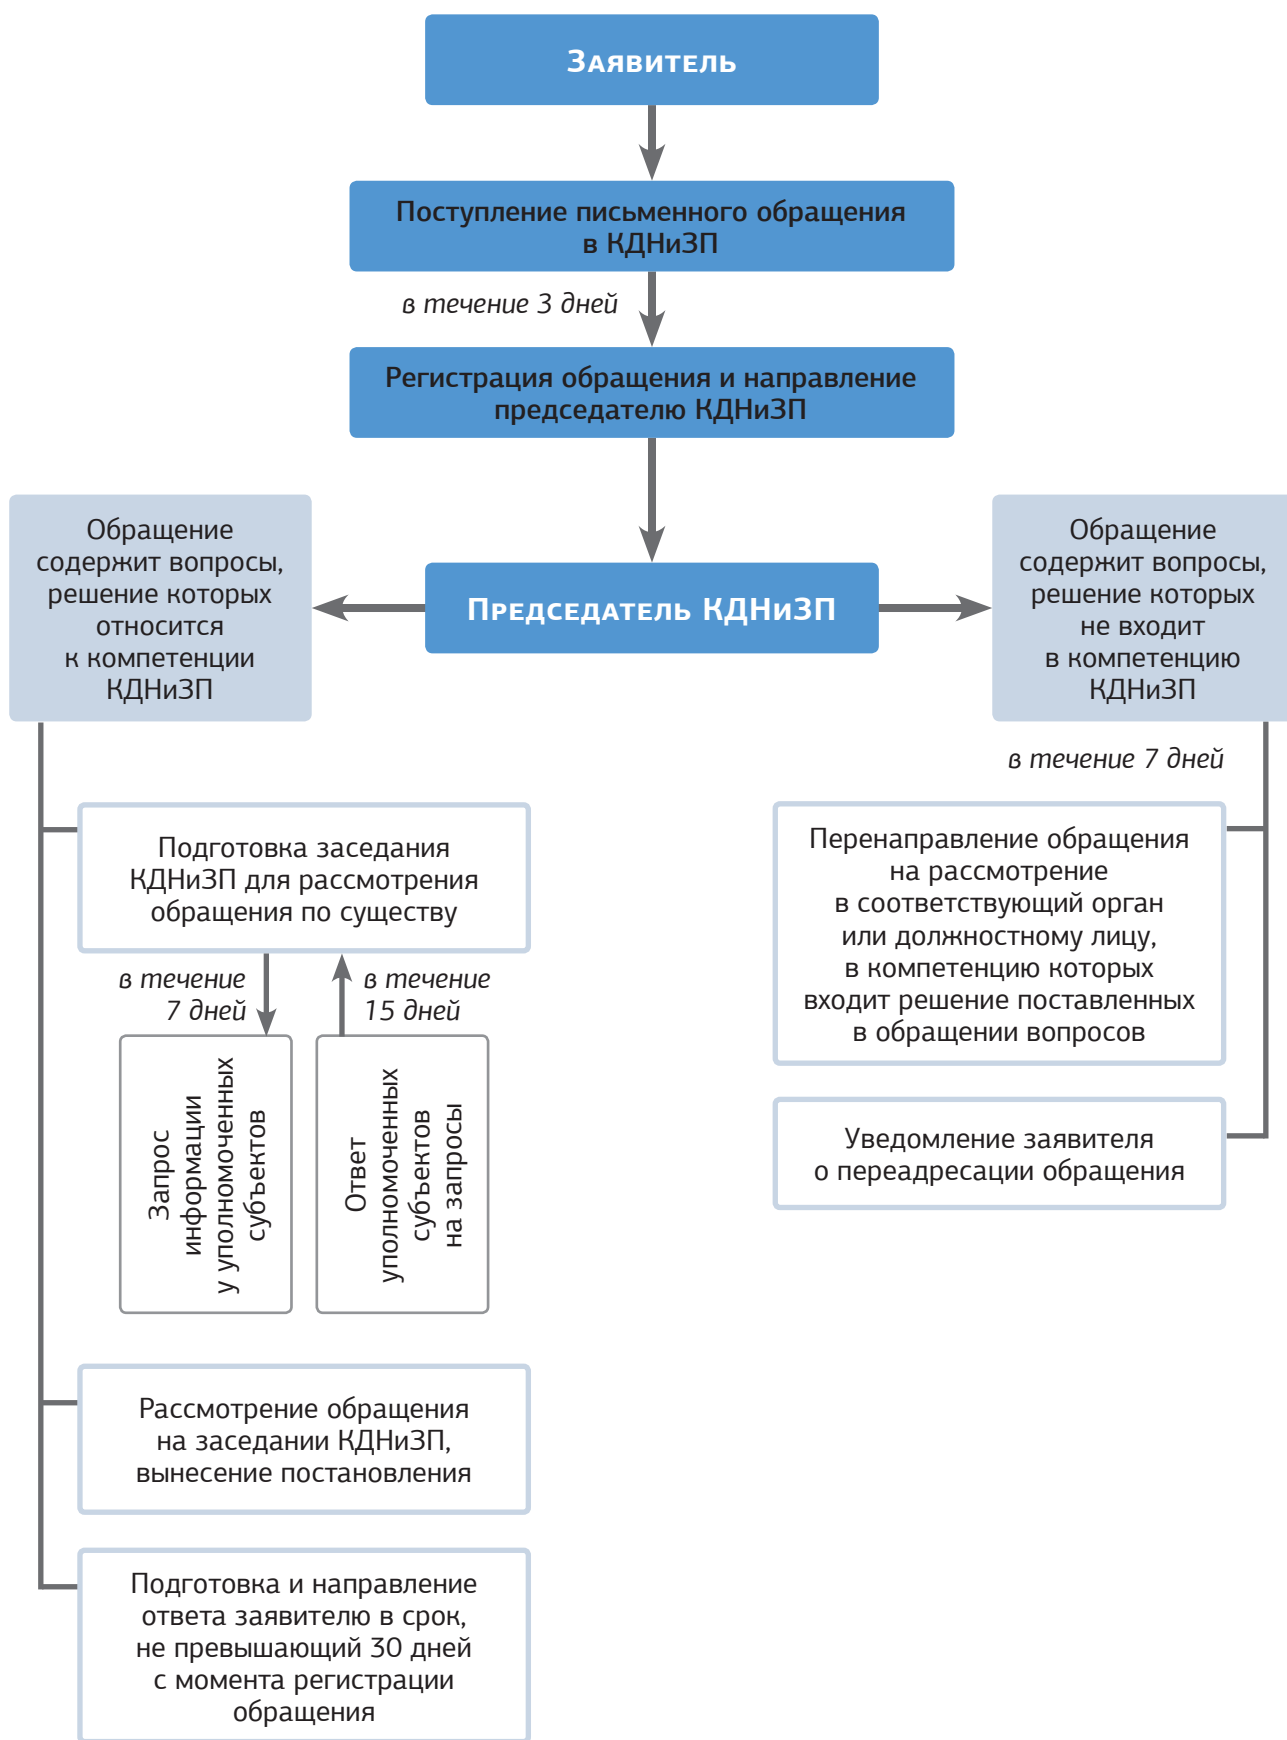 Заявитель
Поступление письменного обращения
в КДНиЗП
в течение 3 дней
Регистрация обращения и направление
председателю КДНиЗП
Председатель КДНиЗП
Обращение
содержит вопросы,
решение которых
относится
к компетенции
КДНиЗП
Обращение
содержит вопросы,
решение которых
не входит
в компетенцию
КДНиЗП
Подготовка заседания
КДНиЗП для рассмотрения
обращения по существу
в течение
7 дней
в течение
15 дней
Запрос
информации
у уполномоченных
субъектов
Ответ
уполномоченных
субъектов
на запросы
Рассмотрение обращения
на заседании КДНиЗП,
вынесение постановления
Подготовка и направление
ответа заявителю в срок,
не превышающий 30 дней
с момента регистрации
обращения
в течение 7 дней
Перенаправление обращения
на рассмотрение
в соответствующий орган
или должностному лицу,
в компетенцию которых
входит решение поставленных
в обращении вопросов
Уведомление заявителя
о переадресации обращения